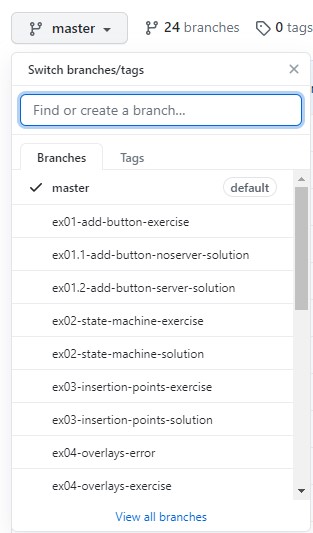 master 24 branches 0 tags
Switch branches/tags
Find or create a branch...
Branches Tags
master default
ex01-add-button-exercise
ex01.1-add-button-noserver-solution
ex01.2-add-button-server-solution
ex02-state-machine-exercise
ex02-state-machine-solution
ex03-insertion-points-exercise
ex03-insertion-points-solution
ex04-overlays-error
ex04-overlays-exercise
View all branches